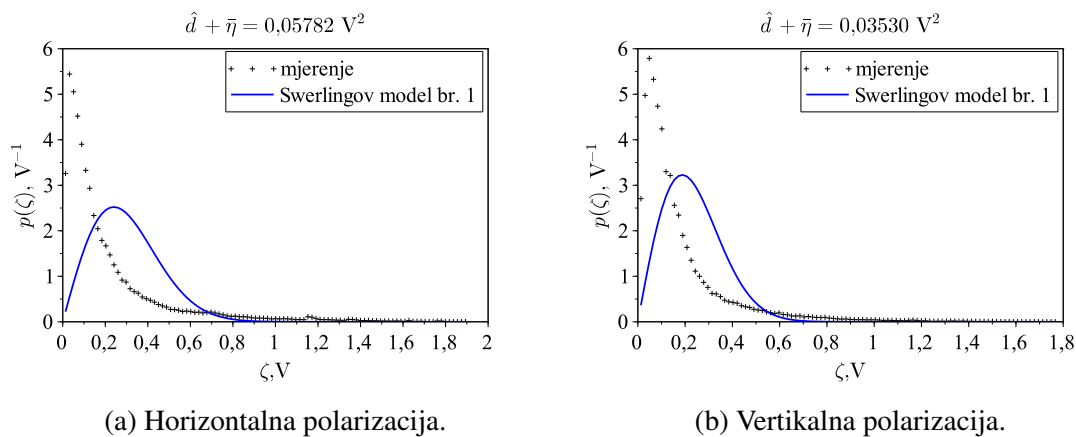 d̂ + η̄ = 0,05782 V²
6
5
4
3
2
1
0
p(ζ), V⁻¹
+ + + mjerenje
Swerlingov model br. 1
0 0,2 0,4 0,6 0,8 1 1,2 1,4 1,6 1,8 2
ζ,V
(a) Horizontalna polarizacija.
d̂ + η̄ = 0,03530 V²
6
5
4
3
2
1
0
p(ζ), V⁻¹
+ + + mjerenje
Swerlingov model br. 1
0 0,2 0,4 0,6 0,8 1 1,2 1,4 1,6 1,8
ζ,V
(b) Vertikalna polarizacija.